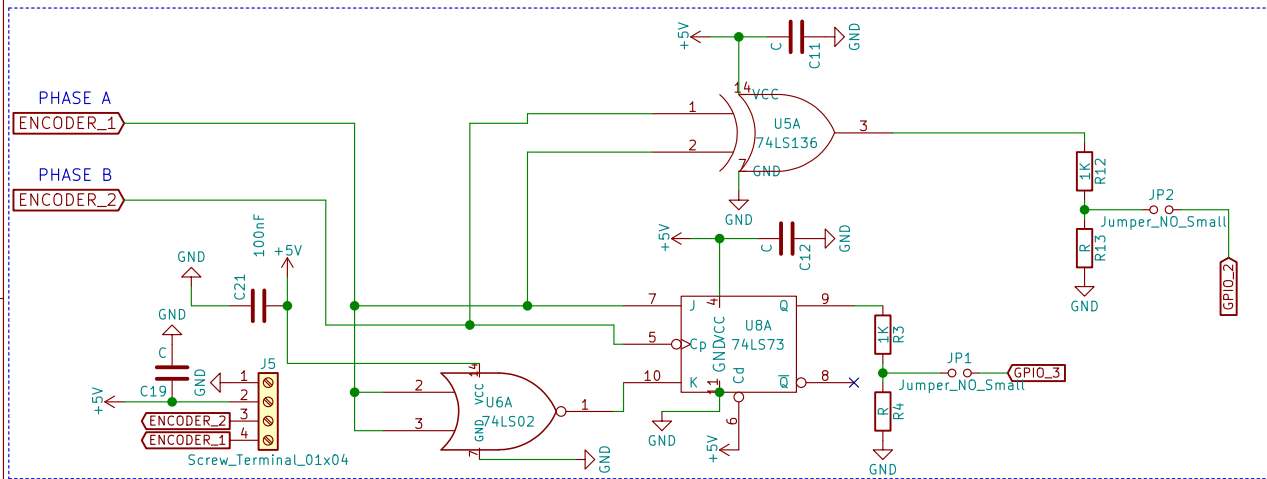 +5V
C
C11
GND
PHASE A
ENCODER_1
14
VCC
1
U5A
74LS136
3
2
7
GND
GND
PHASE B
ENCODER_2
1K
R12
JP2
Jumper_NO_Small
R
R13
GND
GPIO_2
+5V
C
C12
GND
100nF
+5V
GND
C21
7
J
4
VCC
Q
9
5
Cp
GND
U8A
74LS73
1K
R3
10
K
11
Cd
Q
8
JP1
GPIO_3
Jumper_NO_Small
R
R4
GND
GND
6
+5V
GND
C
C19
+5V
GND
J5
1
2
3
4
ENCODER_2
ENCODER_1
Screw_Terminal_01x04
14
VCC
2
U6A
74LS02
1
3
GND
7
GND